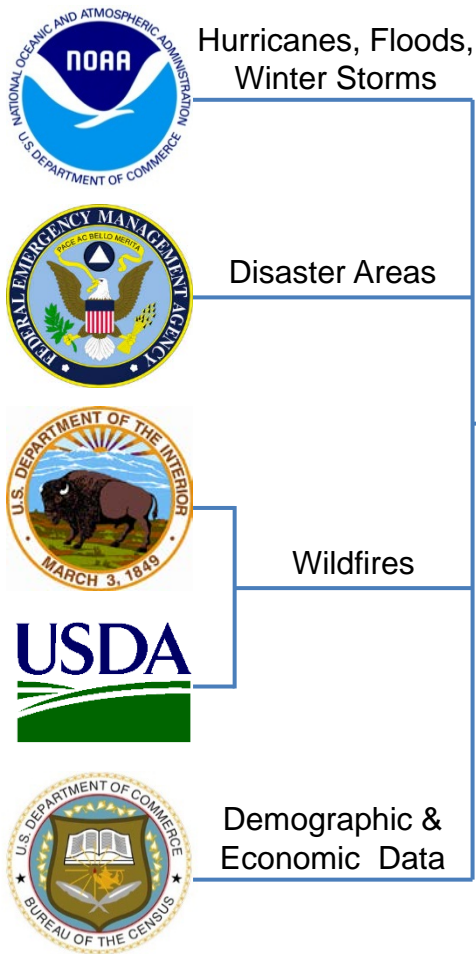 NATIONAL OCEANIC AND ATMOSPHERIC ADMINISTRATION
NOAA
U.S. DEPARTMENT OF COMMERCE
Hurricanes, Floods,
Winter Storms
FEDERAL EMERGENCY MANAGEMENT AGENCY
PACE AC BELLO MERITA
Disaster Areas
U.S. DEPARTMENT OF THE INTERIOR
MARCH 3, 1849
Wildfires
USDA
U.S. DEPARTMENT OF COMMERCE
BUREAU OF THE CENSUS
Demographic &
Economic Data